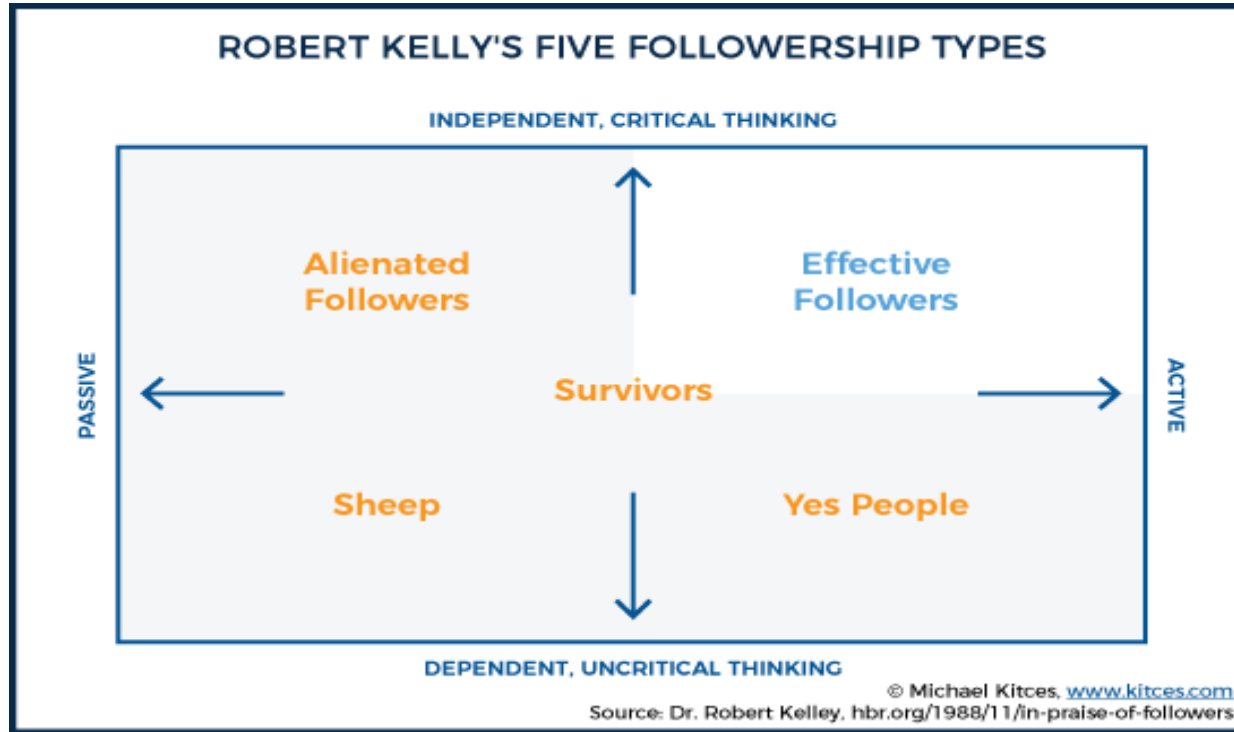 ROBERT KELLY'S FIVE FOLLOWERSHIP TYPES
INDEPENDENT, CRITICAL THINKING
Alienated
Followers
Effective
Followers
PASSIVE
Survivors
ACTIVE
Sheep
Yes People
DEPENDENT, UNCRITICAL THINKING
© Michael Kitces, www.kitces.com
Source: Dr. Robert Kelley, hbr.org/1988/11/in-praise-of-followers